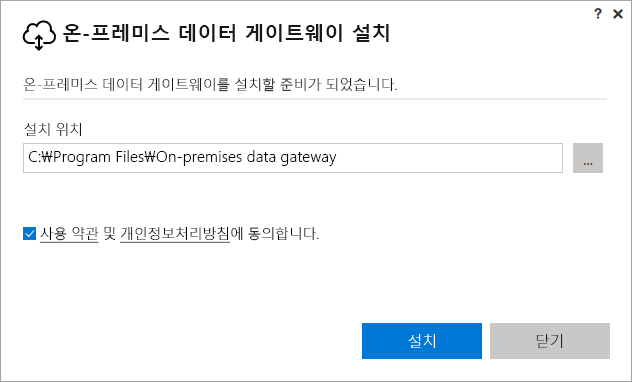 ? ×
온-프레미스 데이터 게이트웨이 설치
온-프레미스 데이터 게이트웨이를 설치할 준비가 되었습니다.
설치 위치
C:₩Program Files₩On-premises data gateway
...
사용 약관 및 개인정보처리방침에 동의합니다.
설치 닫기